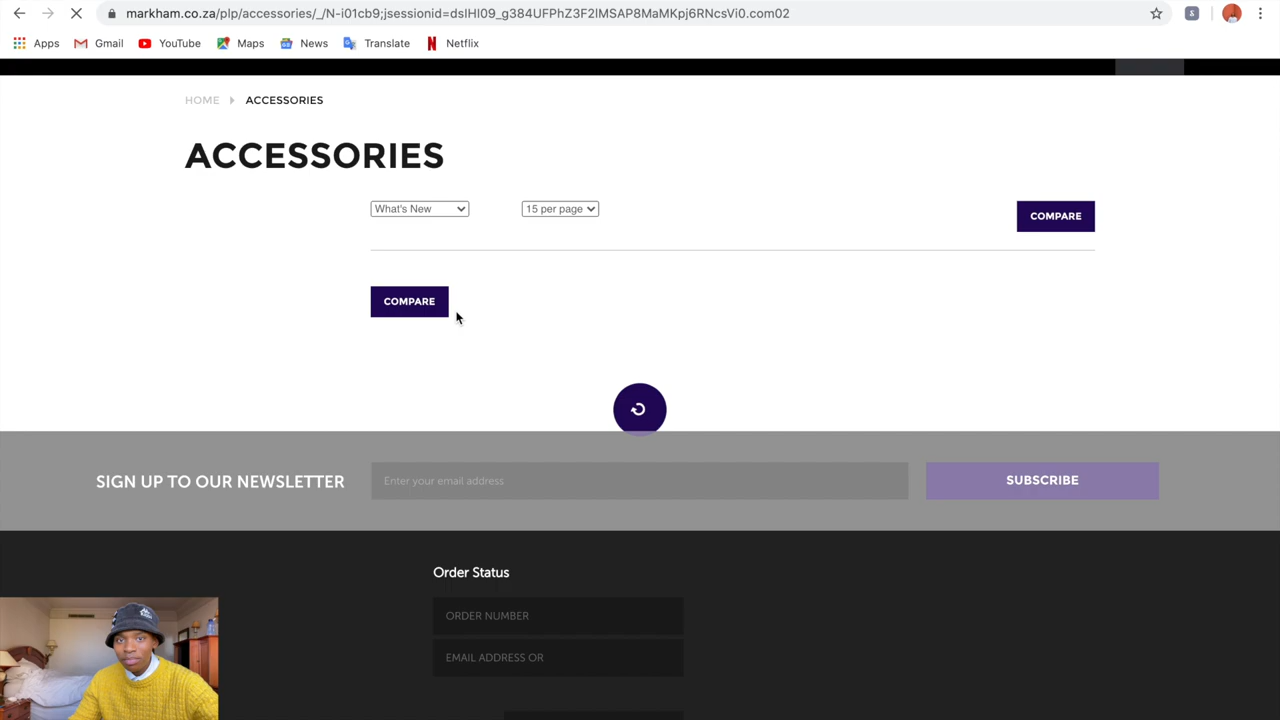 markham.co.za/plp/accessories/_/N-i01cb9;jsessionid=dsIHI09_g384UFPhZ3F2lMSAP8MaMKpj6RNcsVi0.com02
Apps Gmail YouTube Maps News Translate Netflix
HOME ACCESSORIES
ACCESSORIES
What's New 15 per page COMPARE
COMPARE
SIGN UP TO OUR NEWSLETTER Enter your email address SUBSCRIBE
Order Status
ORDER NUMBER
EMAIL ADDRESS OR